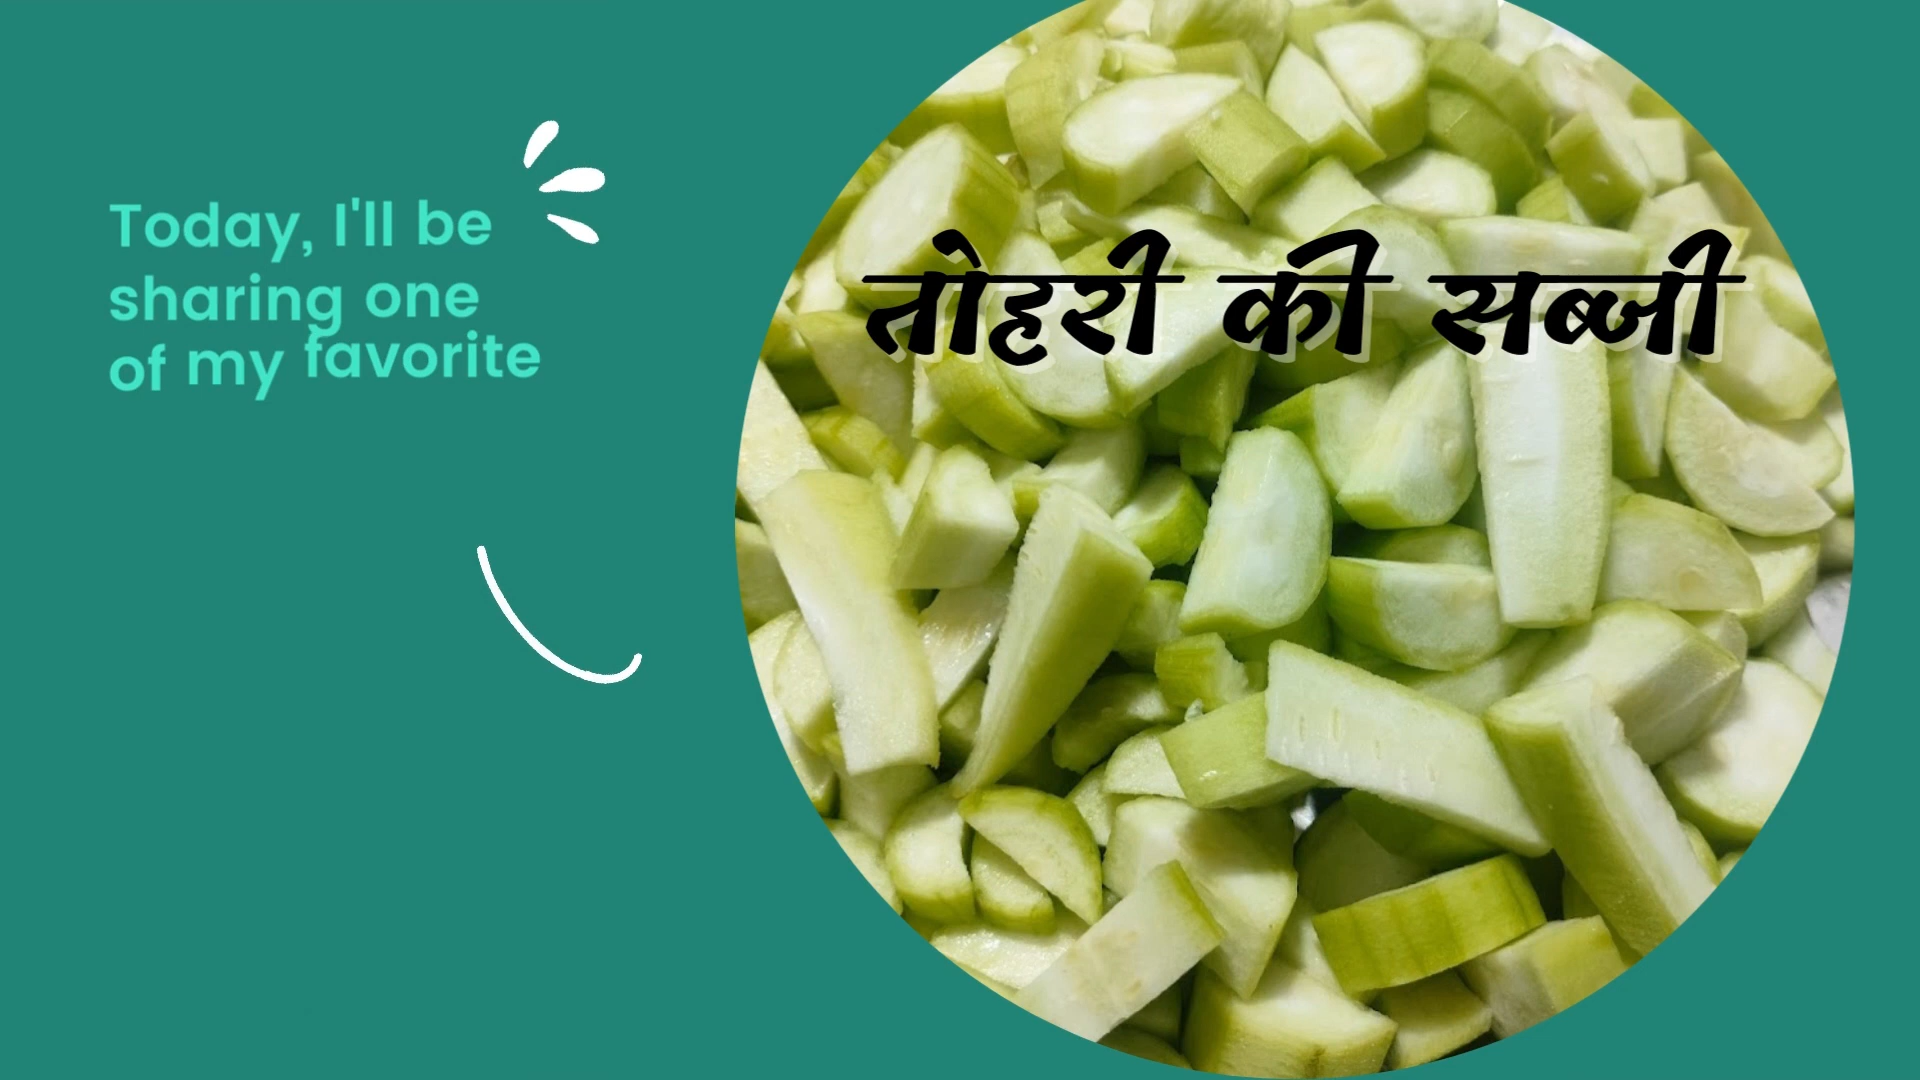 Today, I'll be
sharing one
of my favorite
तोहरी की सब्जी